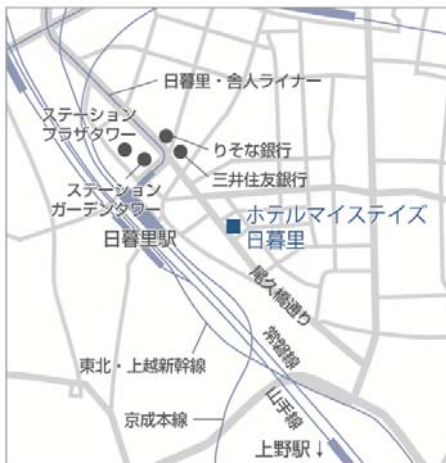 日暮里・舎人ライナー
ステーション
プラザタワー
りそな銀行
三井住友銀行
ステーション
ガーデンタワー
ホテルマイステイズ
日暮里
日暮里駅
尾久橋通り
常磐線
東北・上越新幹線
山手線
京成本線
上野駅↓